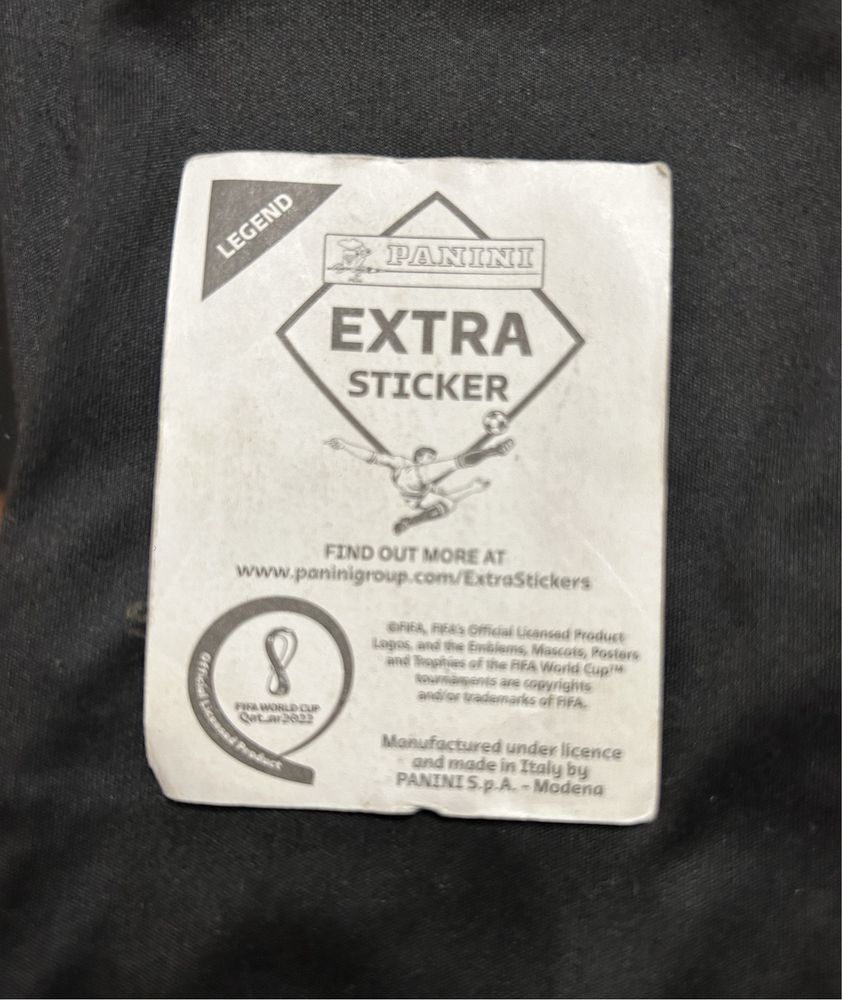 LEGEND
PANINI
EXTRA
STICKER
FIND OUT MORE AT
www.paninigroup.com/ExtraStickers
©FIFA, FIFA's Official Licensed Product
Logos, and the Emblems, Mascots, Posters
and Trophies of the FIFA World Cup™
tournaments are copyrights
and/or trademarks of FIFA.
FIFA WORLD CUP
Qatar2022
Official Licensed Product
Manufactured under licence
and made in Italy by
PANINI S.p.A. - Modena